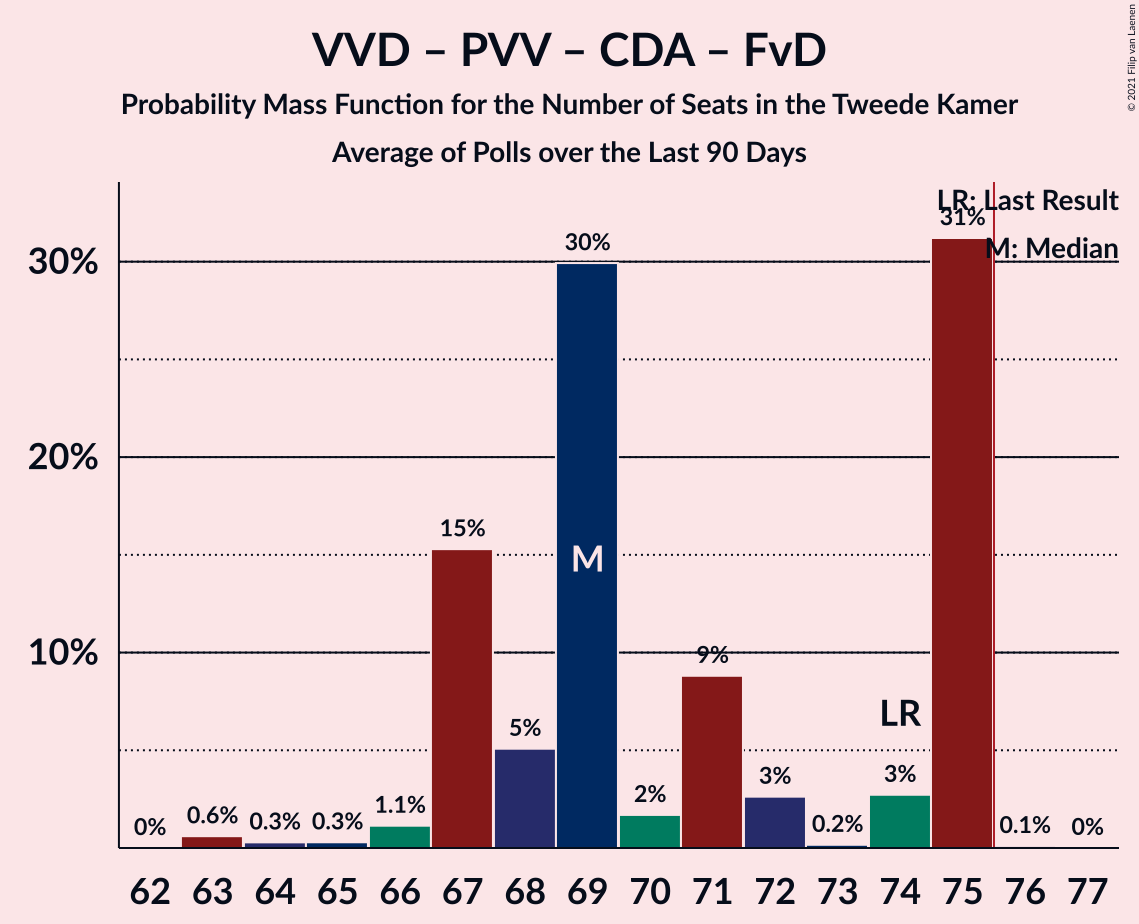 VVD – PVV – CDA – FvD
Probability Mass Function for the Number of Seats in the Tweede Kamer
Average of Polls over the Last 90 Days
© 2021 Filip van Laenen
LR: Last Result
M: Median
30%
20%
10%
0%
0.6%
0.3%
0.3%
1.1%
15%
5%
30%
2%
9%
3%
0.2%
3%
31%
0.1%
0%
M
LR
62 63 64 65 66 67 68 69 70 71 72 73 74 75 76 77